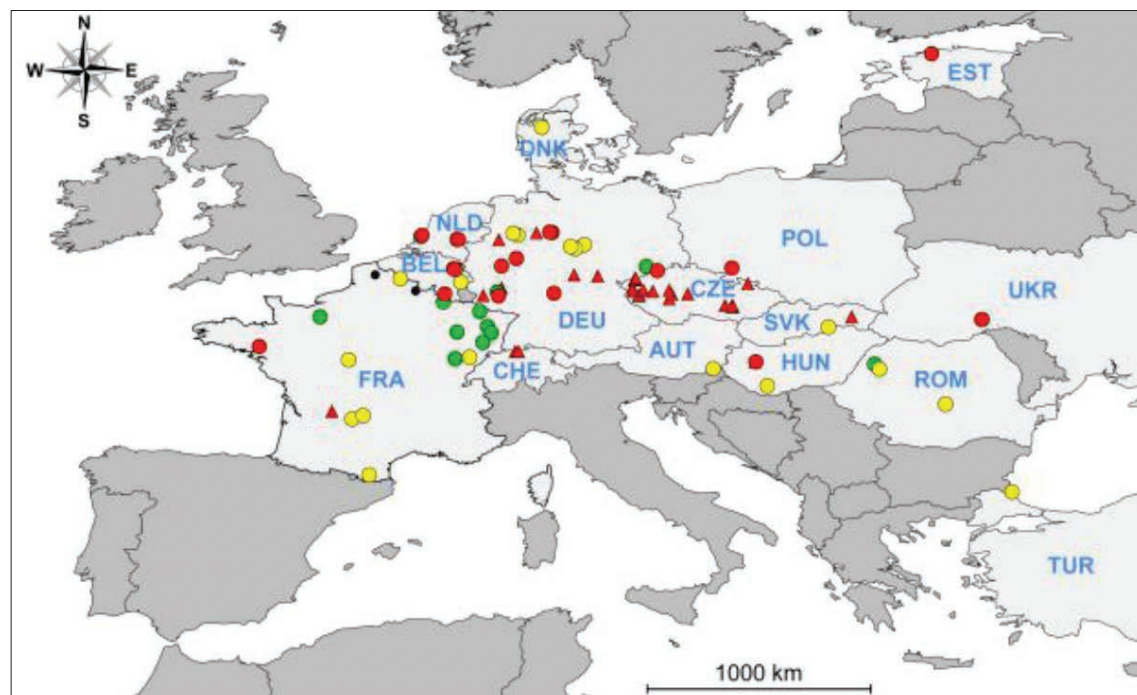 N
W E
S
EST
DNK
NLD
POL
BEL
CZE
UKR
DEU
SVK
AUT
HUN
CHE
FRA
ROM
TUR
1000 km